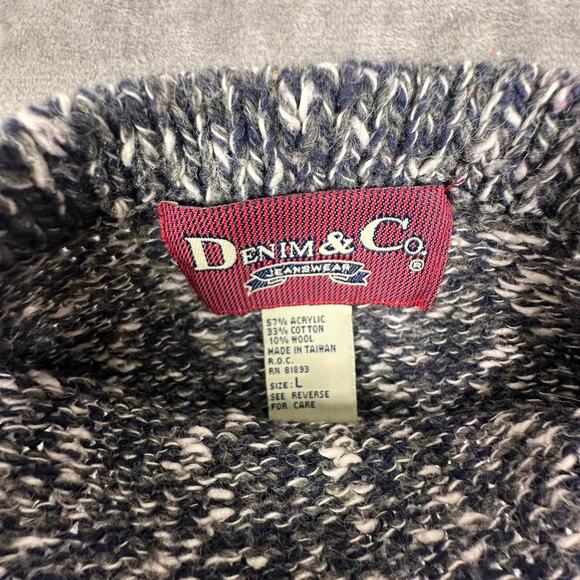 DENIM & CO.®
JEANSWEAR
57% ACRYLIC
33% COTTON
10% WOOL
MADE IN TAIWAN
R.O.C.
RN 81893
SIZE: L
SEE REVERSE
FOR CARE